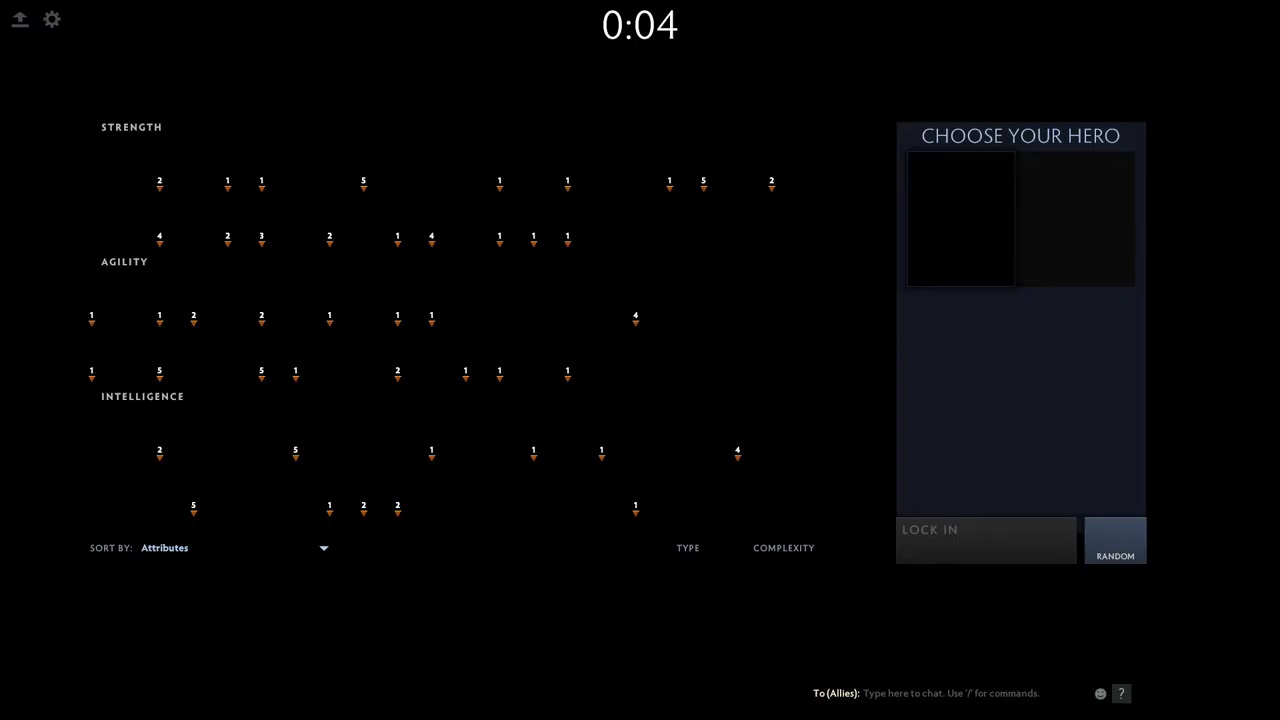 0:04
STRENGTH
2 1 1 5 1 1 1 5 2
4 2 3 2 1 4 1 1 1
AGILITY
1 1 2 2 1 1 1 4
1 5 5 1 2 1 1 1
INTELLIGENCE
2 5 1 1 1 4
5 1 2 2 1
SORT BY: Attributes TYPE COMPLEXITY
CHOOSE YOUR HERO
LOCK IN
RANDOM
To (Allies): Type here to chat. Use '/' for commands.
?